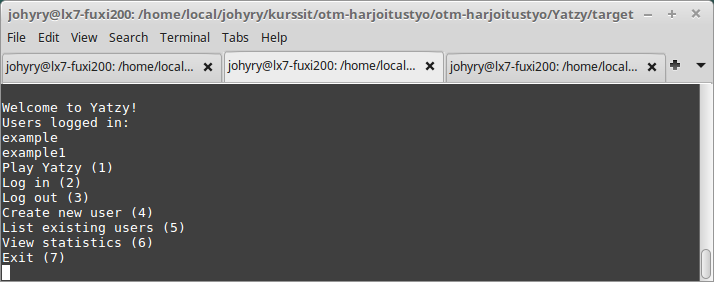 johyry@lx7-fuxi200: /home/local/johyry/kurssit/otm-harjoitustyo/otm-harjoitustyo/Yatzy/target
File Edit View Search Terminal Tabs Help
johyry@lx7-fuxi200: /home/local... johyry@lx7-fuxi200: /home/local... johyry@lx7-fuxi200: /home/local...
Welcome to Yatzy!
Users logged in:
example
example1
Play Yatzy (1)
Log in (2)
Log out (3)
Create new user (4)
List existing users (5)
View statistics (6)
Exit (7)